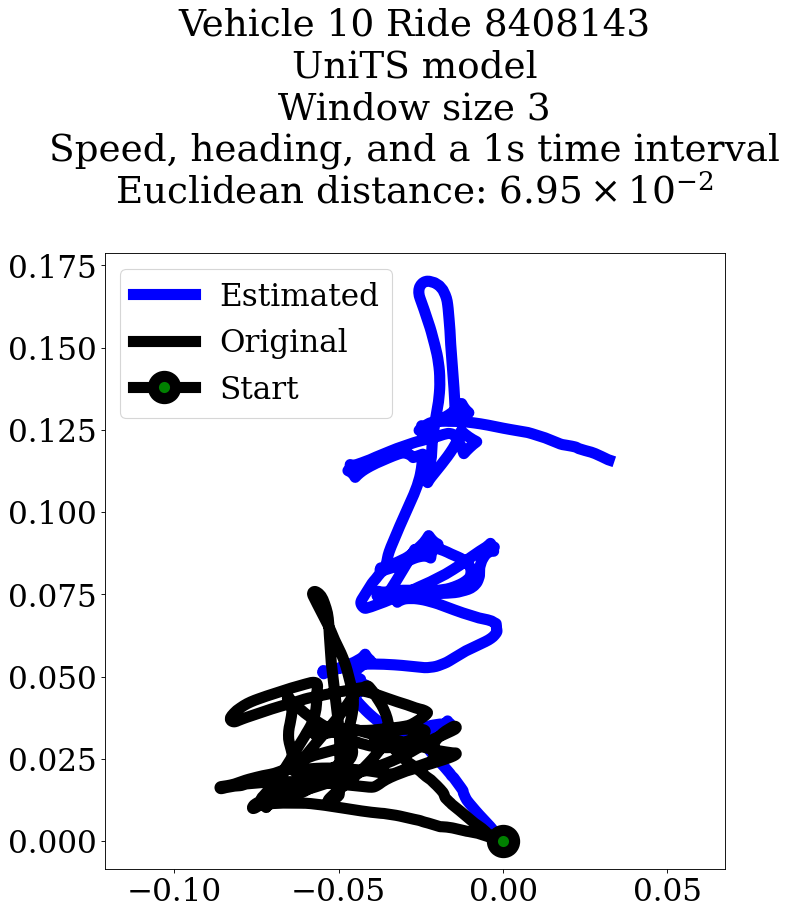 Vehicle 10 Ride 8408143
UniTS model
Window size 3
Speed, heading, and a 1s time interval
Euclidean distance: 6.95 × 10⁻²
0.175
0.150
0.125
0.100
0.075
0.050
0.025
0.000
Estimated
Original
Start
−0.10
−0.05
0.00
0.05